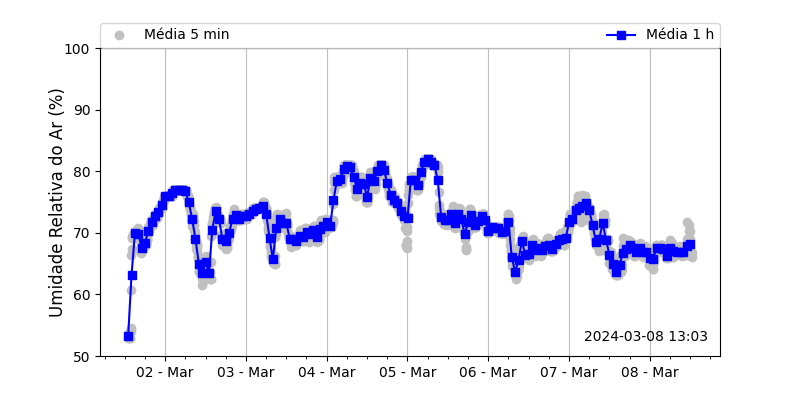 Média 5 min
Média 1 h
Umidade Relativa do Ar (%)
100
90
80
70
60
50
2024-03-08 13:03
02 - Mar
03 - Mar
04 - Mar
05 - Mar
06 - Mar
07 - Mar
08 - Mar